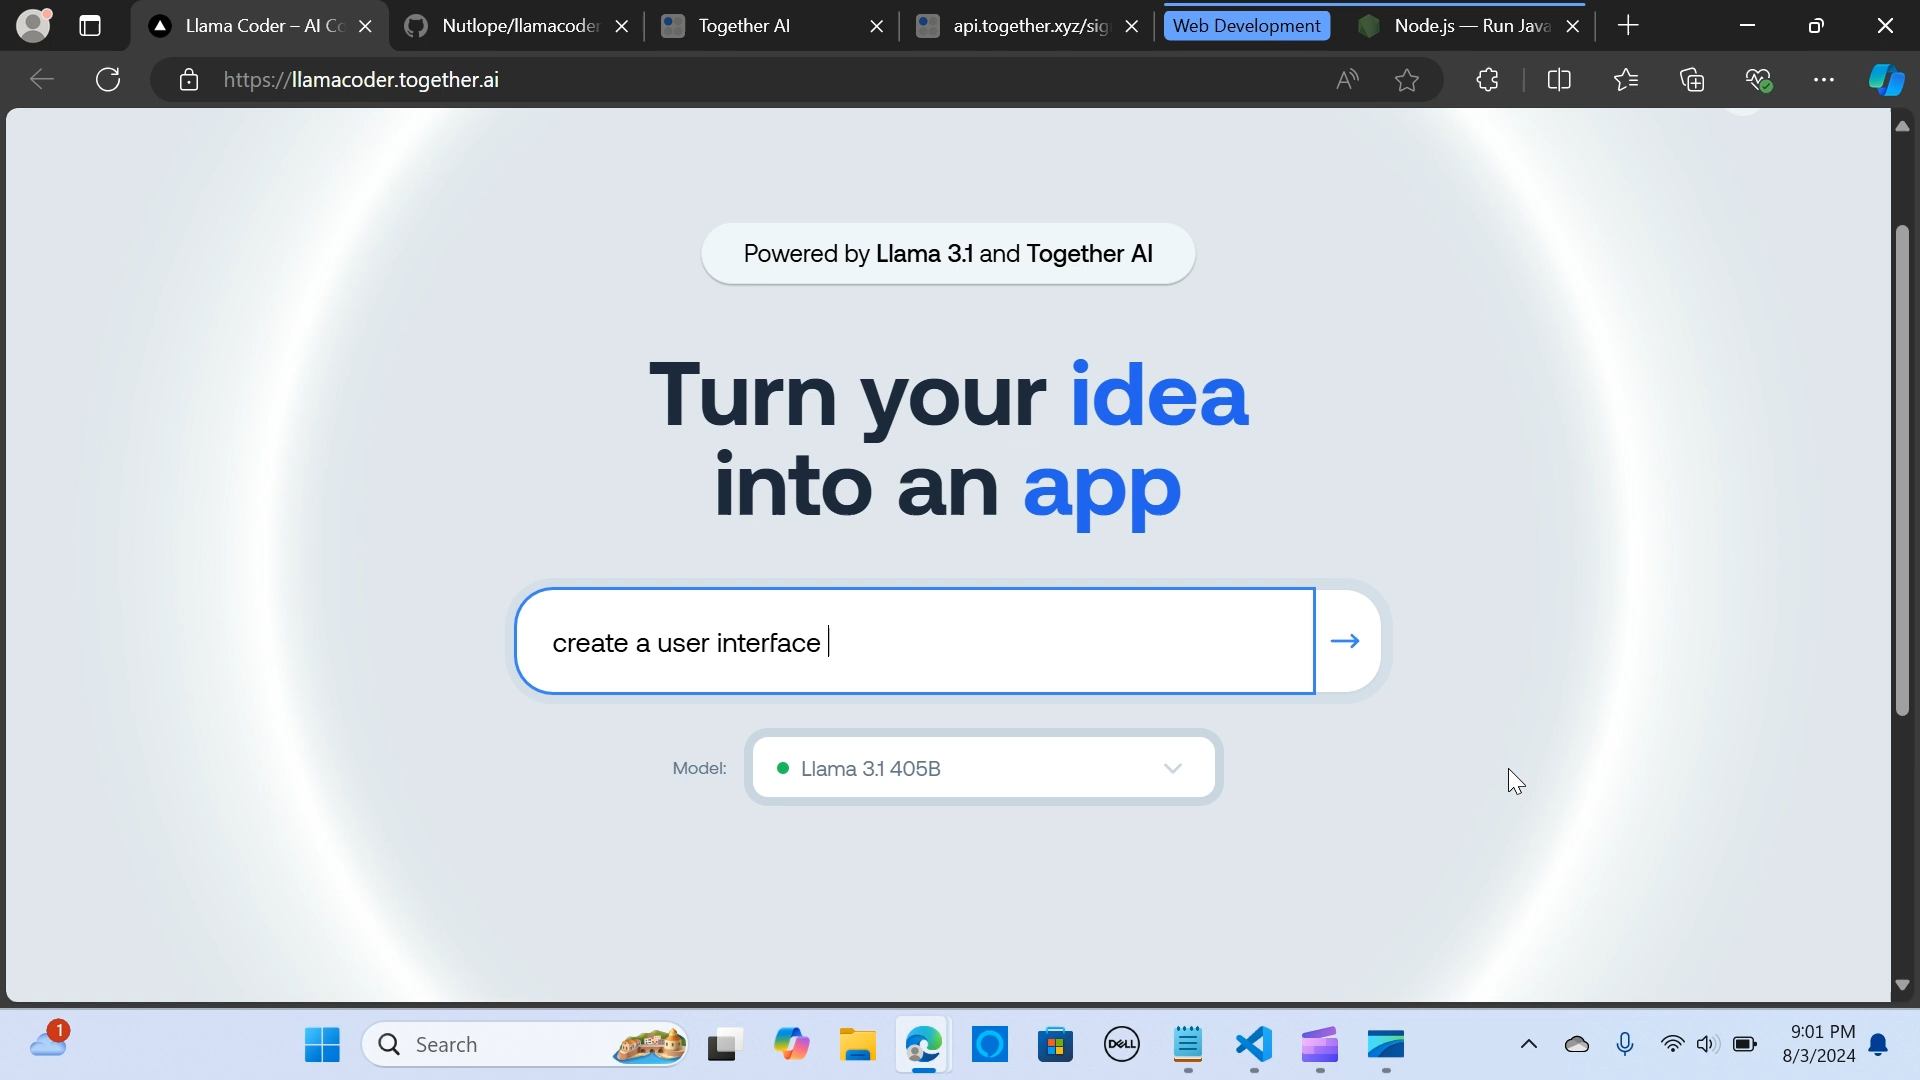 Llama Coder – AI Co
Nutlope/llamacoder
Together AI
api.together.xyz/sig
Web Development
Node.js — Run Java
https://llamacoder.together.ai
Powered by Llama 3.1 and Together AI
Turn your idea
into an app
create a user interface
Model:
Llama 3.1 405B
1
Search
DELL
9:01 PM
8/3/2024